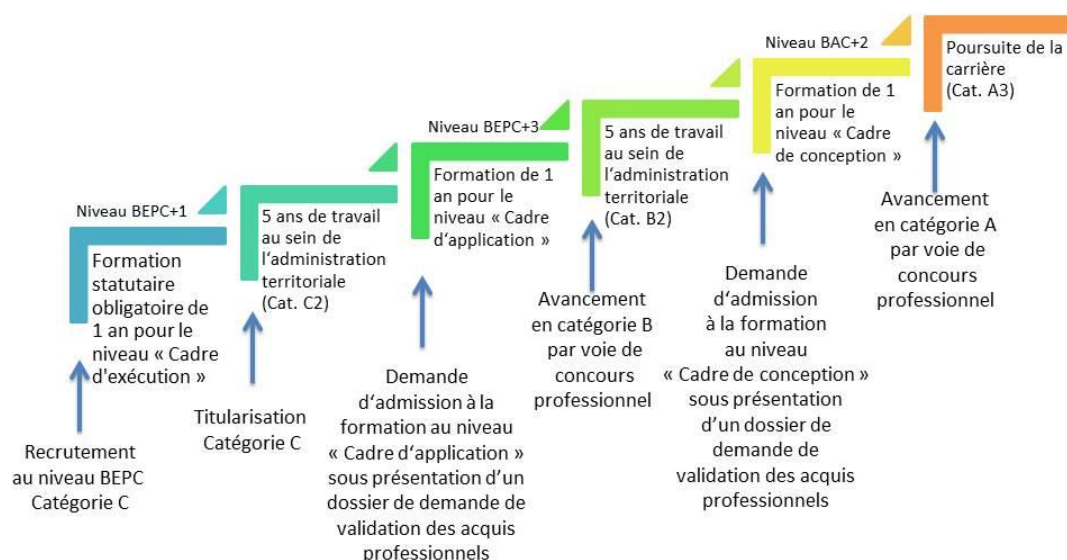 Niveau BEPC+1
Formation
statutaire
obligatoire de
1 an pour le
niveau « Cadre
d'exécution »
Recrutement
au niveau BEPC
Catégorie C
5 ans de travail
au sein de
l‘administration
territoriale
(Cat. C2)
Titularisation
Catégorie C
Niveau BEPC+3
Formation de 1
an pour le
niveau « Cadre
d'application »
Demande
d‘admission à la
formation au niveau
« Cadre d‘application »
sous présentation d’un
dossier de demande de
validation des acquis
professionnels
5 ans de travail
au sein de
l‘administration
territoriale
(Cat. B2)
Avancement
en catégorie B
par voie de
concours
professionnel
Niveau BAC+2
Formation de 1
an pour le
niveau « Cadre
de conception »
Demande
d‘admission
à la formation
au niveau
« Cadre de conception »
sous présentation
d’un dossier de
demande de
validation des acquis
professionnels
Poursuite de la
carrière
(Cat. A3)
Avancement
en catégorie A
par voie de
concours
professionnel